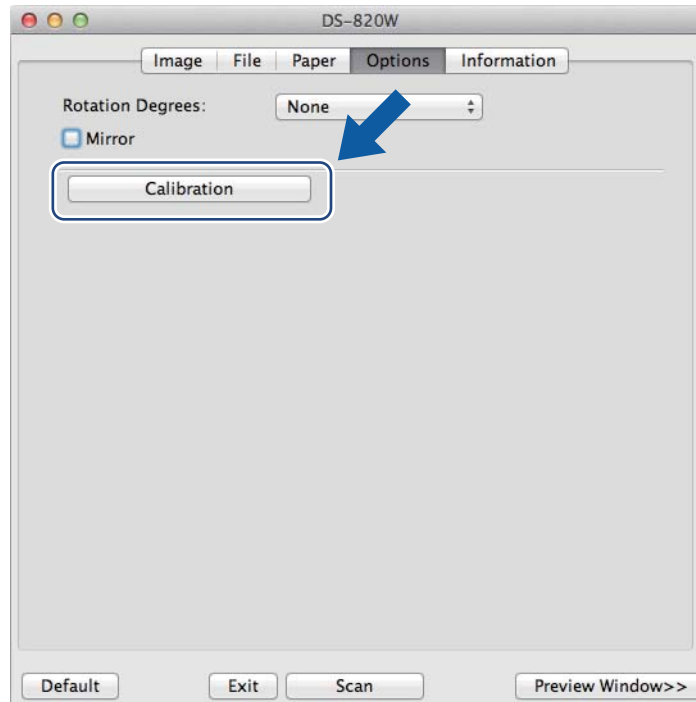 DS-820W
Image File Paper Options Information
Rotation Degrees: None
Mirror
Calibration
Default Exit Scan Preview Window>>